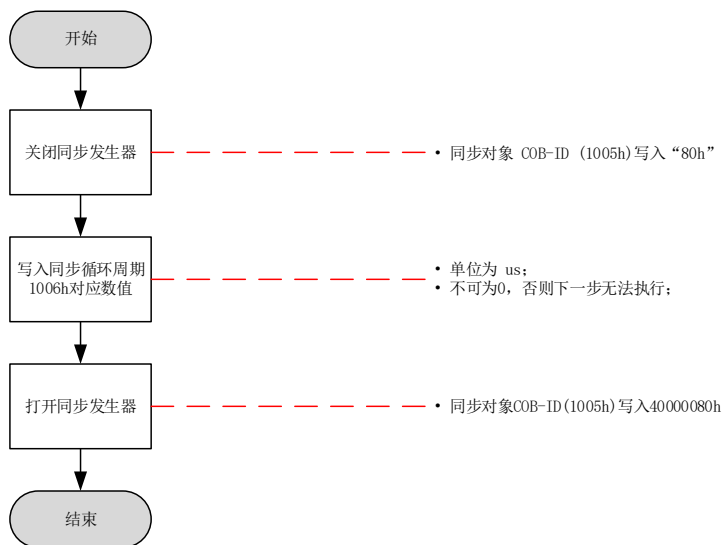 开始
关闭同步发生器
• 同步对象 COB-ID (1005h)写入“80h”
写入同步循环周期
1006h对应数值
• 单位为 us;
• 不可为0, 否则下一步无法执行;
打开同步发生器
• 同步对象COB-ID(1005h)写入40000080h
结束